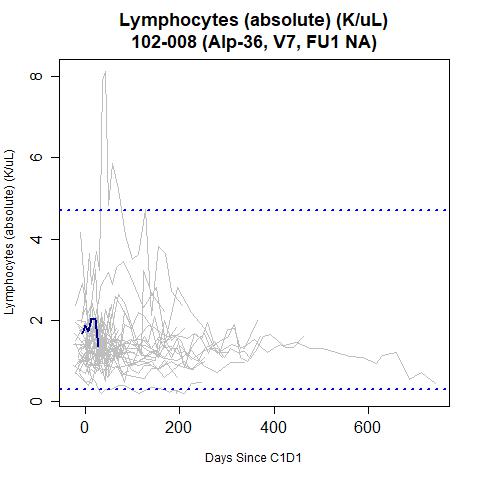 Lymphocytes (absolute) (K/uL)
102-008 (Alp-36, V7, FU1 NA)
Lymphocytes (absolute) (K/uL)
8
6
4
2
0
0 200 400 600
Days Since C1D1